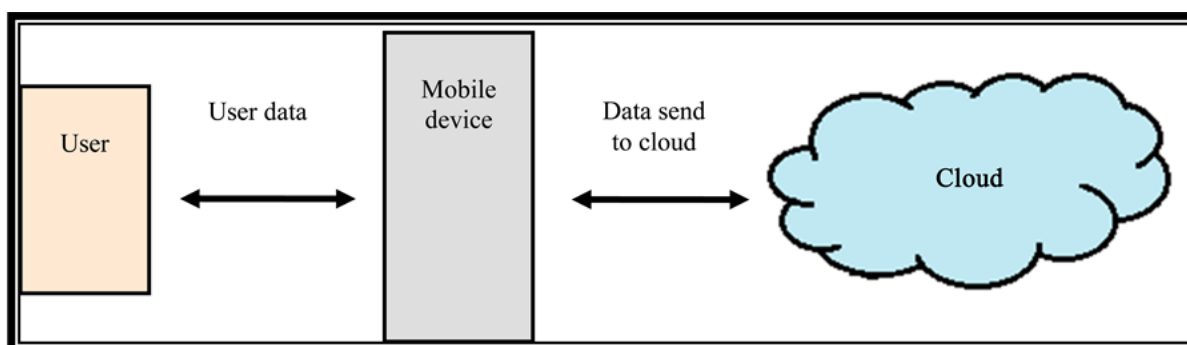 User
User data
Mobile
device
Data send
to cloud
Cloud